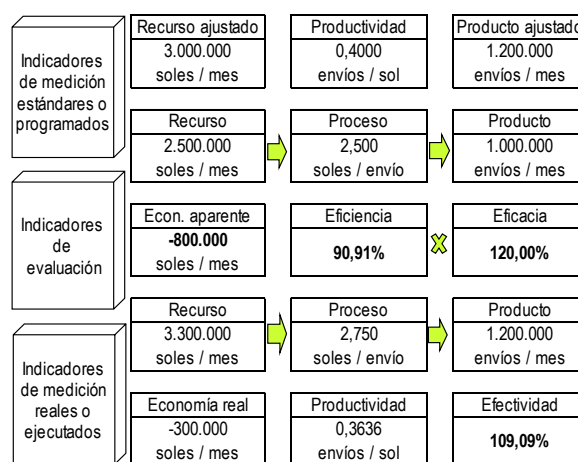 Recurso ajustado
3.000.000
soles / mes
Productividad
0,4000
envíos / sol
Producto ajustado
1.200.000
envíos / mes
Indicadores
de medición
estándares o
programados
Recurso
2.500.000
soles / mes
Proceso
2,500
soles / envío
Producto
1.000.000
envíos / mes
Indicadores
de
evaluación
Econ. aparente
-800.000
soles / mes
Eficiencia
90,91%
Eficacia
120,00%
Indicadores
de medición
reales o
ejecutados
Recurso
3.300.000
soles / mes
Proceso
2,750
soles / envío
Producto
1.200.000
envíos / mes
Economía real
-300.000
soles / mes
Productividad
0,3636
envíos / sol
Efectividad
109,09%